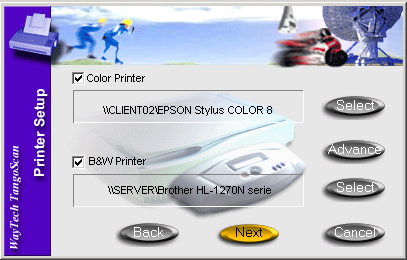 WayTech TangoScan
Printer Setup
Color Printer
\\CLIENT02\EPSON Stylus COLOR 8
Select
Advance
B&W Printer
\\SERVER\Brother HL-1270N serie
Select
Back
Next
Cancel